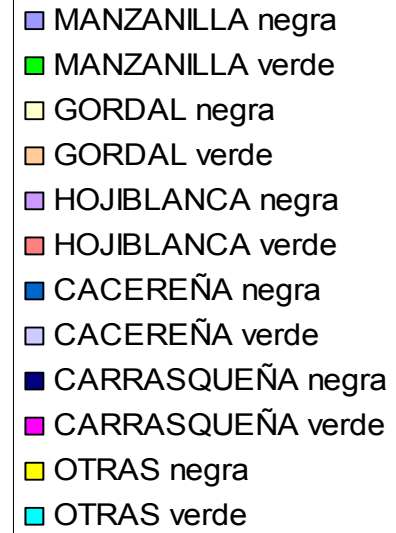 MANZANILLA negra
MANZANILLA verde
GORDAL negra
GORDAL verde
HOJIBLANCA negra
HOJIBLANCA verde
CACEREÑA negra
CACEREÑA verde
CARRASQUEÑA negra
CARRASQUEÑA verde
OTRAS negra
OTRAS verde